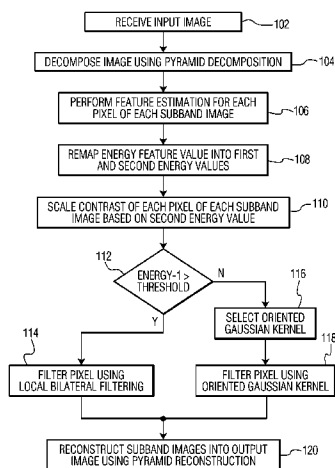 RECEIVE INPUT IMAGE
102
DECOMPOSE IMAGE USING PYRAMID DECOMPOSITION
104
PERFORM FEATURE ESTIMATION FOR EACH
PIXEL OF EACH SUBBAND IMAGE
106
REMAP ENERGY FEATURE VALUE INTO FIRST
AND SECOND ENERGY VALUES
108
SCALE CONTRAST OF EACH PIXEL OF EACH SUBBAND
IMAGE BASED ON SECOND ENERGY VALUE
110
112
ENERGY-1 >
THRESHOLD
N
Y
116
SELECT ORIENTED
GAUSSIAN KERNEL
114
FILTER PIXEL USING
LOCAL BILATERAL FILTERING
118
FILTER PIXEL USING
ORIENTED GAUSSIAN KERNEL
RECONSTRUCT SUBBAND IMAGES INTO OUTPUT
IMAGE USING PYRAMID RECONSTRUCTION
120